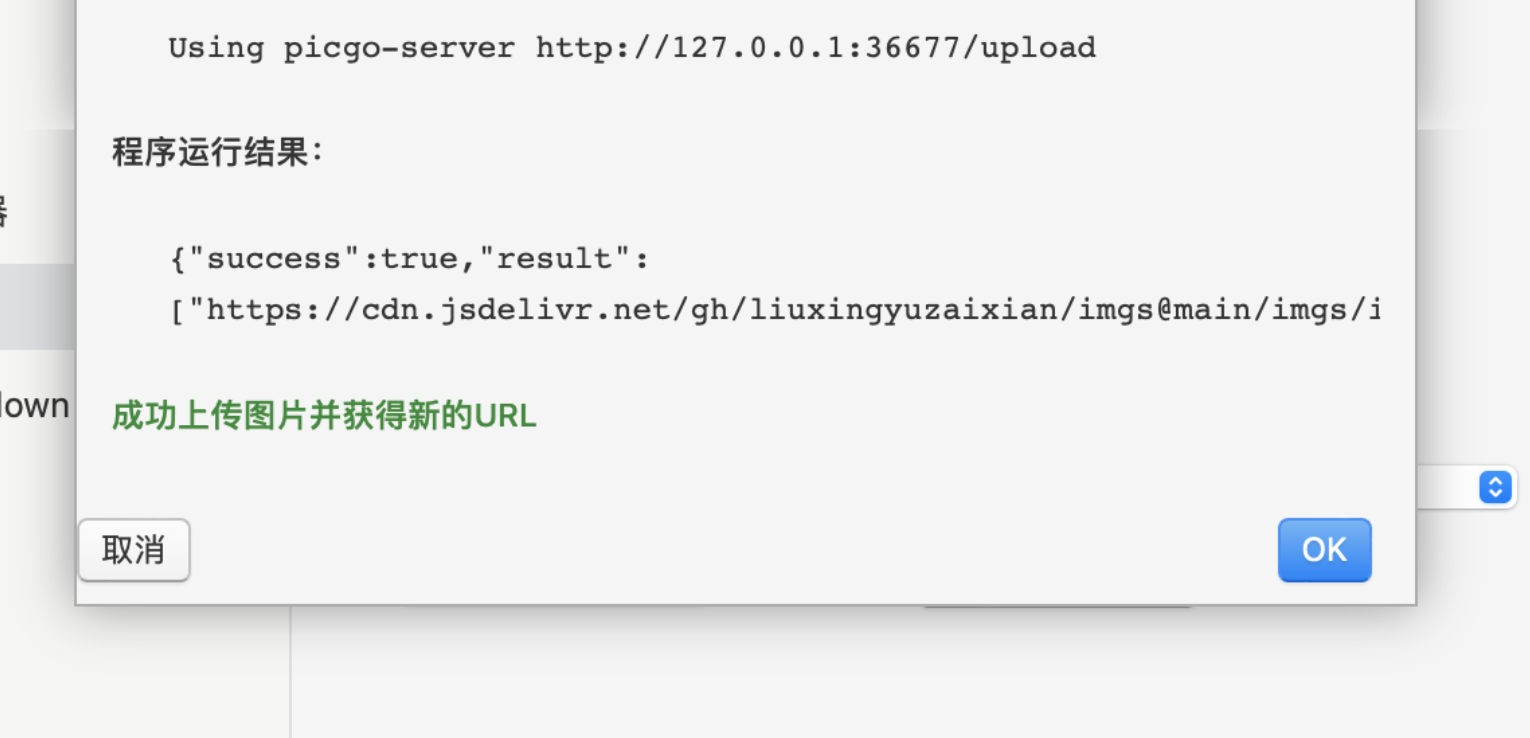 Using picgo-server http://127.0.0.1:36677/upload
程序运行结果：
器
{"success":true,"result":
["https://cdn.jsdelivr.net/gh/liuxingyuzaixian/imgs@main/imgs/i
down
成功上传图片并获得新的URL
取消
OK